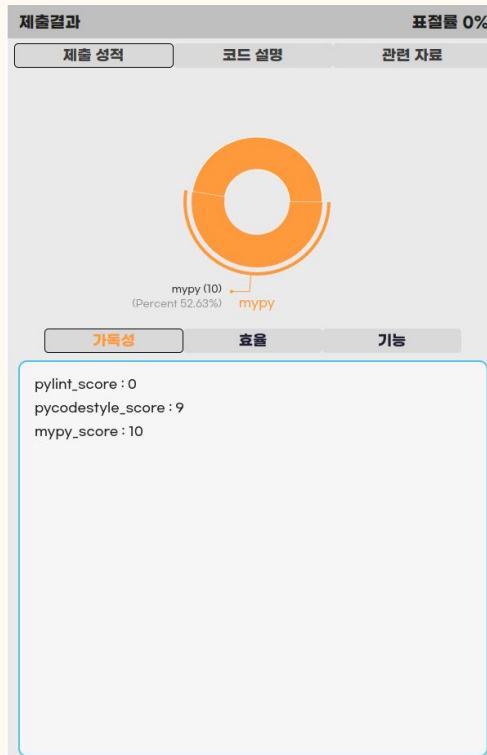 제출결과 표절률 0%
제출 성적 코드 설명 관련 자료
mypy (10)
(Percent 52.63%) mypy
가독성 효율 기능
pylint_score : 0
pycodestyle_score : 9
mypy_score : 10